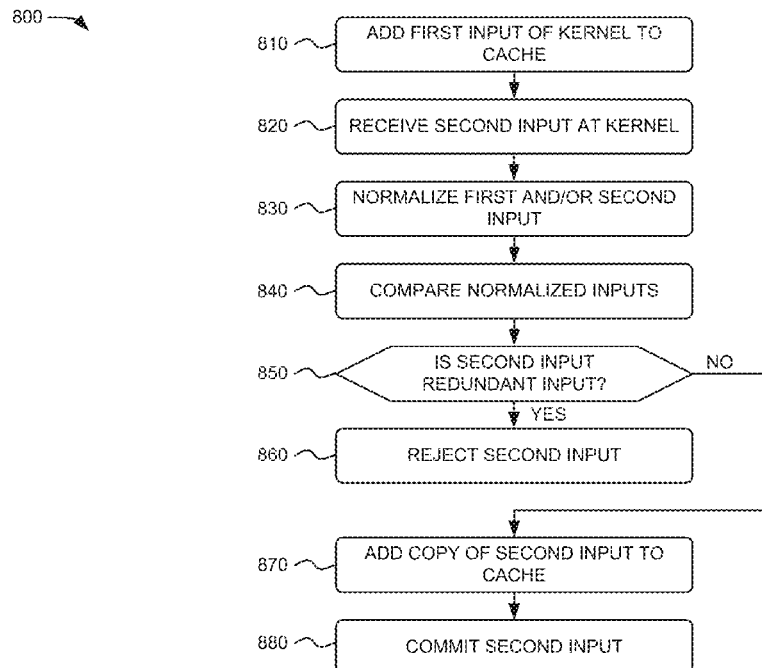 800
810
ADD FIRST INPUT OF KERNEL TO
CACHE
820
RECEIVE SECOND INPUT AT KERNEL
830
NORMALIZE FIRST AND/OR SECOND
INPUT
840
COMPARE NORMALIZED INPUTS
850
IS SECOND INPUT
REDUNDANT INPUT?
NO
YES
860
REJECT SECOND INPUT
870
ADD COPY OF SECOND INPUT TO
CACHE
880
COMMIT SECOND INPUT